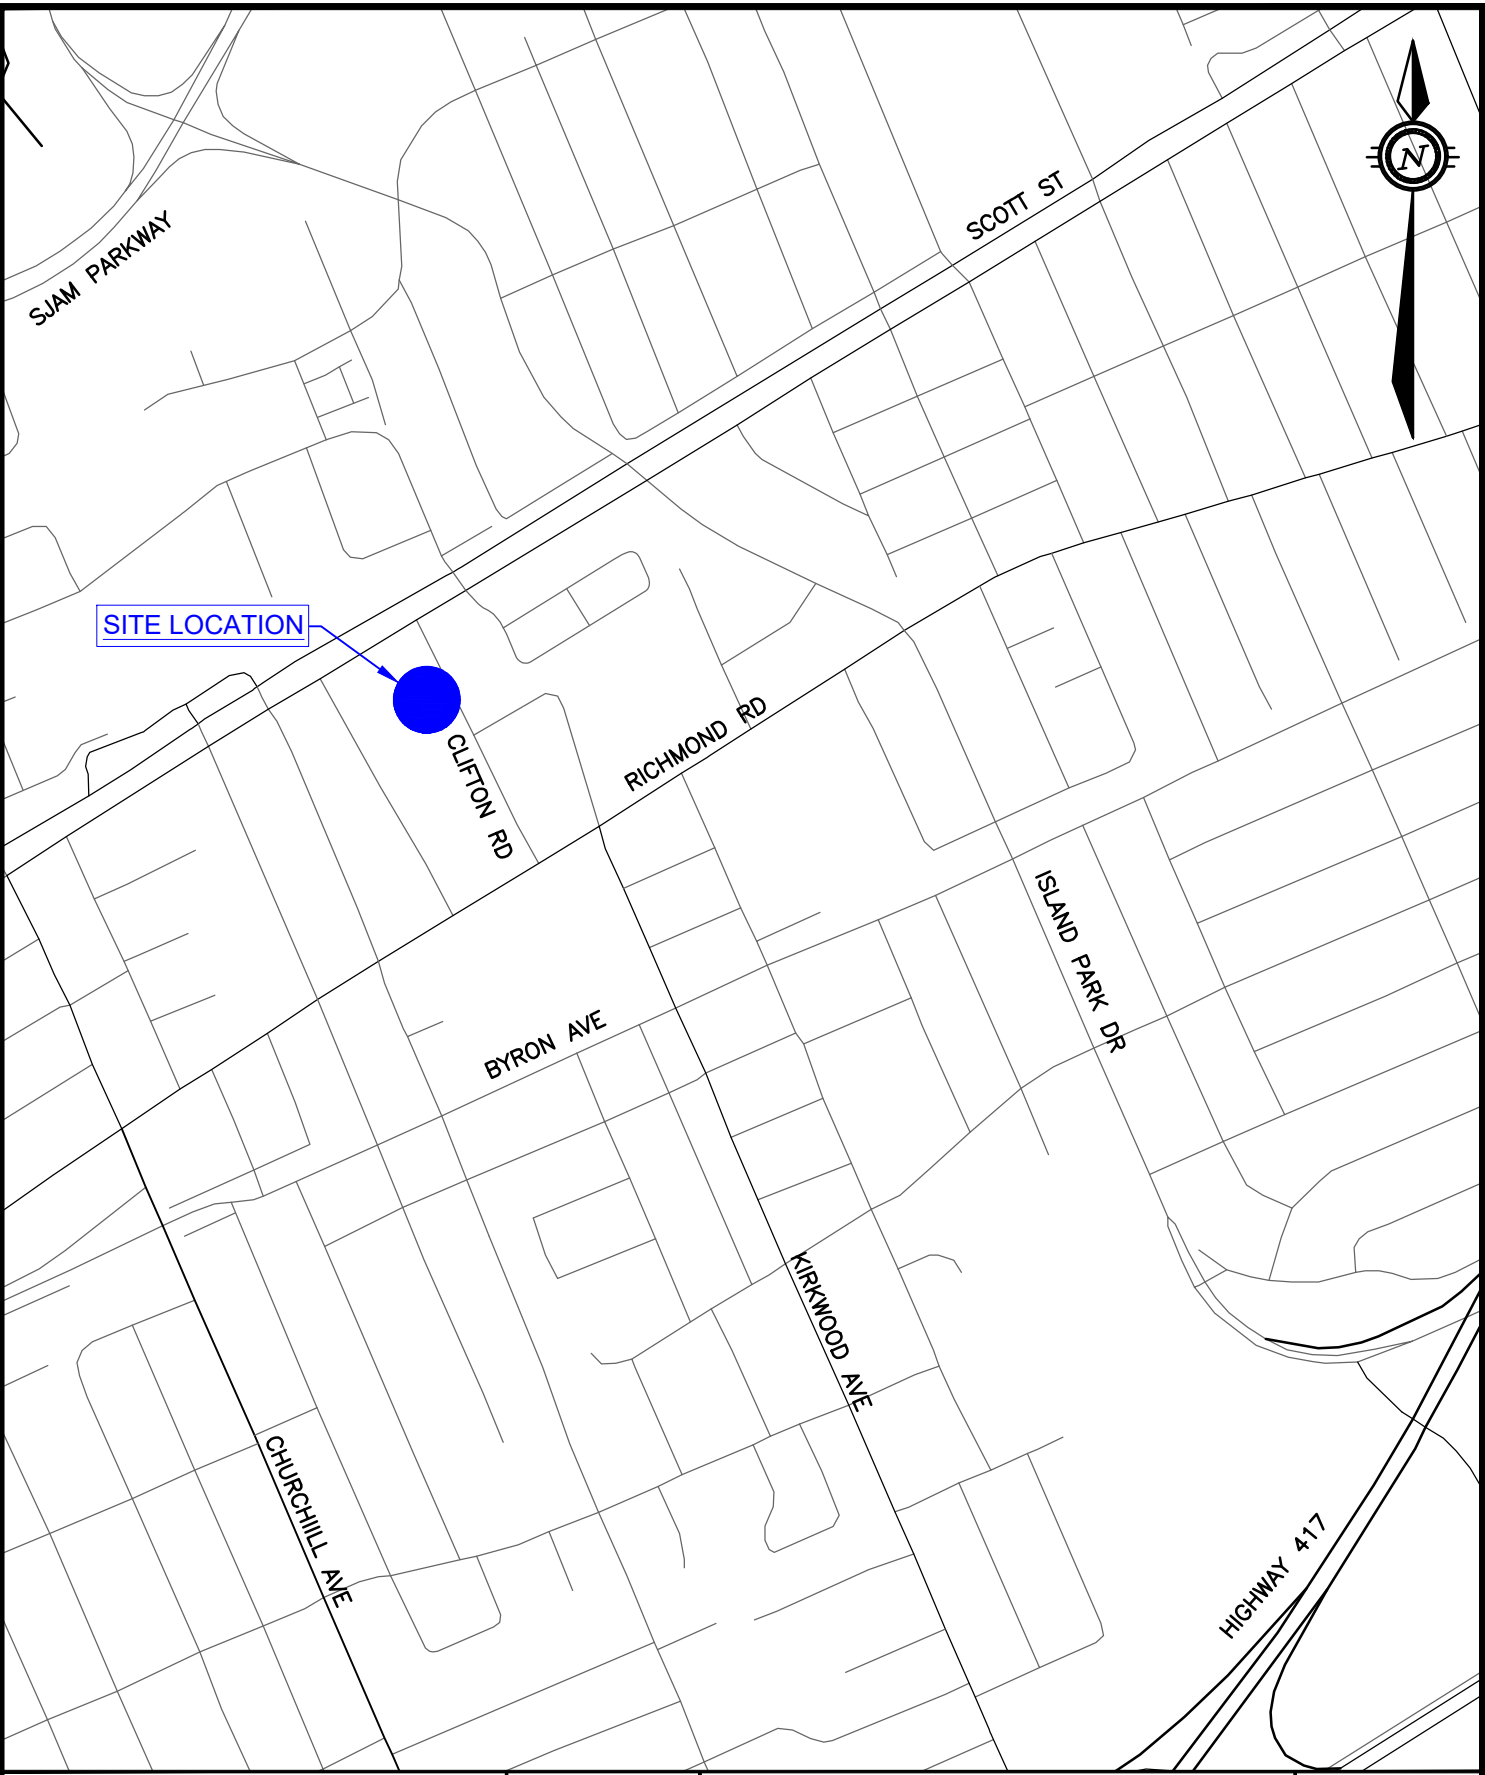 N
SCOTT ST
SJAM PARKWAY
SITE LOCATION
RICHMOND RD
CLIFTON RD
ISLAND PARK DR
BYRON AVE
KIRKWOOD AVE
CHURCHILL AVE
HIGHWAY 417